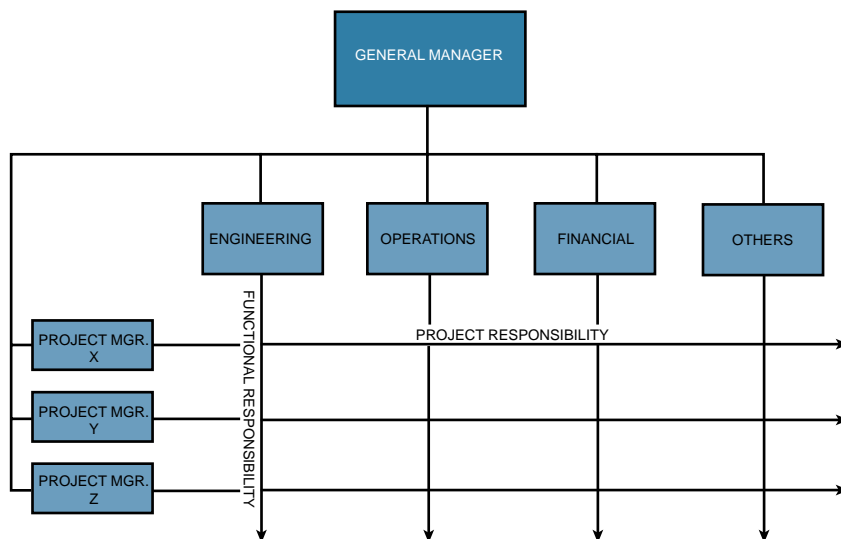 GENERAL MANAGER
ENGINEERING
OPERATIONS
FINANCIAL
OTHERS
FUNCTIONAL RESPONSIBILITY
PROJECT RESPONSIBILITY
PROJECT MGR.
X
PROJECT MGR.
Y
PROJECT MGR.
Z